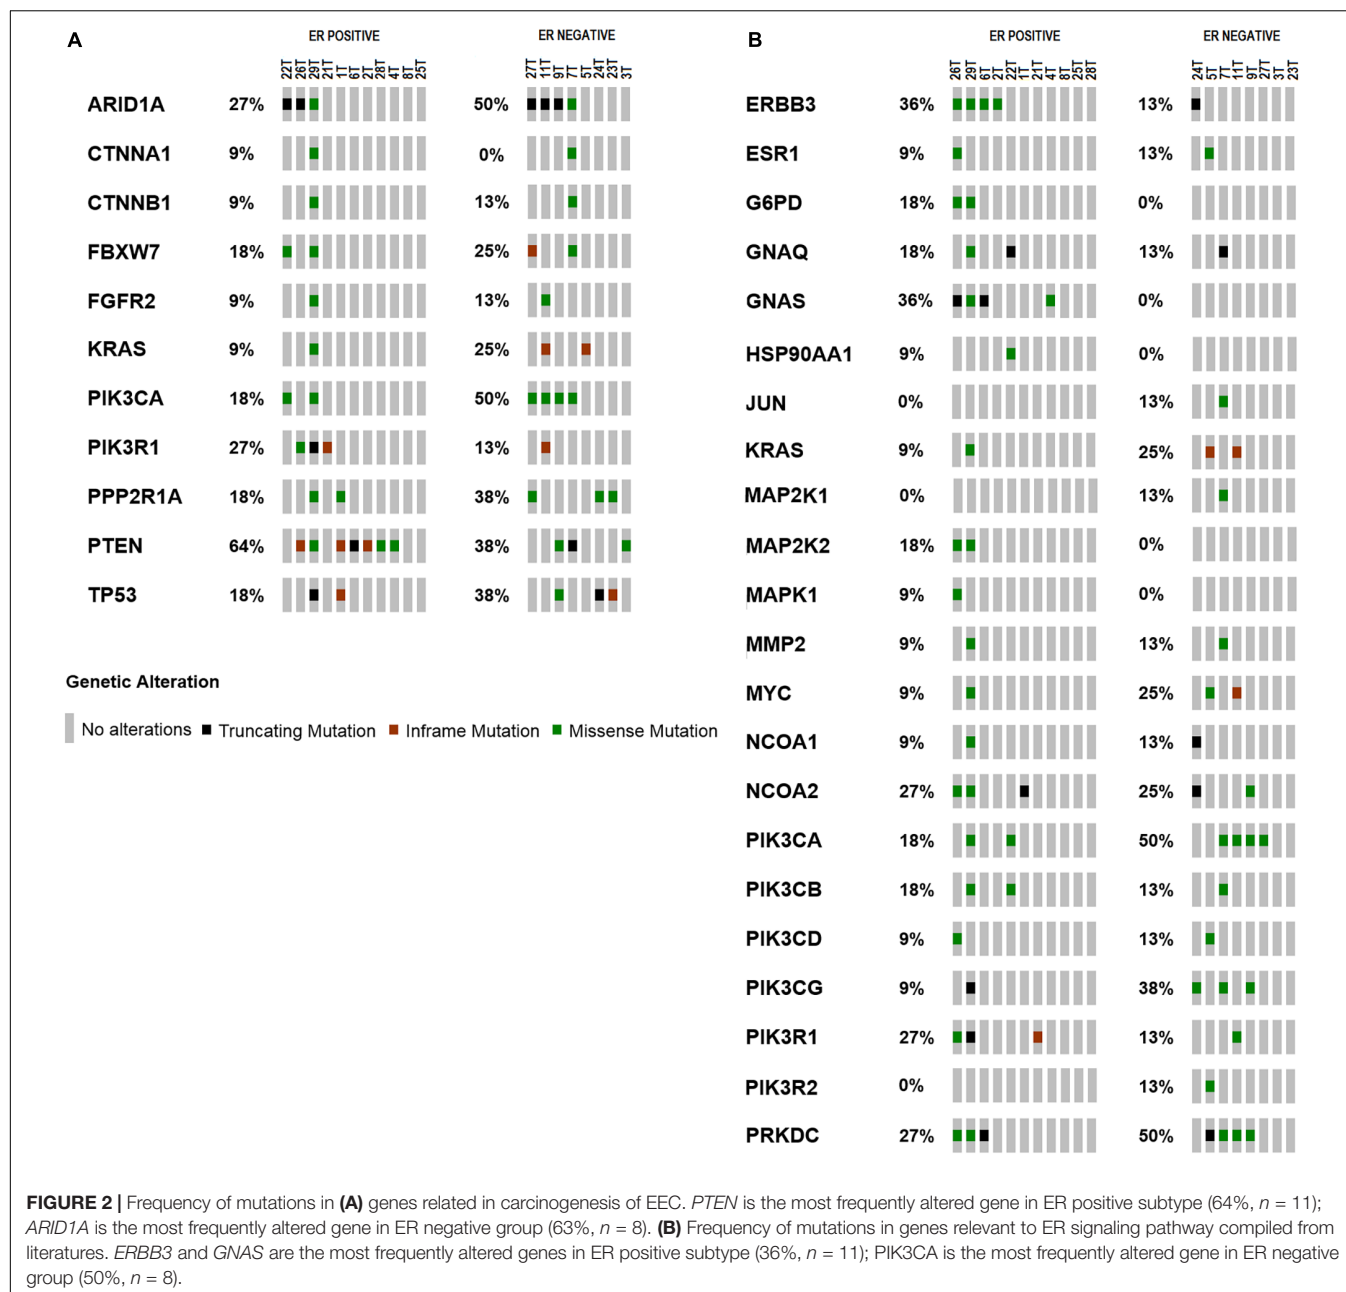 A
ER POSITIVE
ER NEGATIVE
22T 26T 29T 21T 1T 6T 2T 28T 4T 8T 25T
27T 11T 9T 7T 5T 24T 23T 3T
ARID1A 27% 50%
CTNNA1 9% 0%
CTNNB1 9% 13%
FBXW7 18% 25%
FGFR2 9% 13%
KRAS 9% 25%
PIK3CA 18% 50%
PIK3R1 27% 13%
PPP2R1A 18% 38%
PTEN 64% 38%
TP53 18% 38%
Genetic Alteration
No alterations Truncating Mutation Inframe Mutation Missense Mutation
B
ER POSITIVE
ER NEGATIVE
26T 29T 6T 2T 22T 1T 21T 4T 8T 25T 28T
24T 5T 7T 11T 9T 27T 3T 23T
ERBB3 36% 13%
ESR1 9% 13%
G6PD 18% 0%
GNAQ 18% 13%
GNAS 36% 0%
HSP90AA1 9% 0%
JUN 0% 13%
KRAS 9% 25%
MAP2K1 0% 13%
MAP2K2 18% 0%
MAPK1 9% 0%
MMP2 9% 13%
MYC 9% 25%
NCOA1 9% 13%
NCOA2 27% 25%
PIK3CA 18% 50%
PIK3CB 18% 13%
PIK3CD 9% 13%
PIK3CG 9% 38%
PIK3R1 27% 13%
PIK3R2 0% 13%
PRKDC 27% 50%
FIGURE 2 | Frequency of mutations in (A) genes related in carcinogenesis of EEC. PTEN is the most frequently altered gene in ER positive subtype (64%, n = 11);
ARID1A is the most frequently altered gene in ER negative group (63%, n = 8). (B) Frequency of mutations in genes relevant to ER signaling pathway compiled from
literatures. ERBB3 and GNAS are the most frequently altered genes in ER positive subtype (36%, n = 11); PIK3CA is the most frequently altered gene in ER negative
group (50%, n = 8).